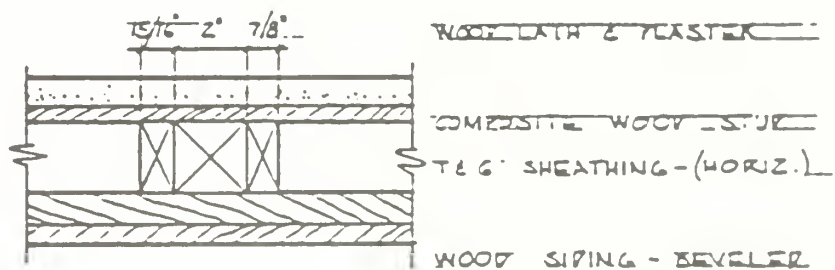 15/16" 2" 7/8"
WOOD LATH & PLASTER
COMPOSITE WOOD STUD
T & G SHEATHING - (HORIZ.)
WOOD SIDING - BEVELED